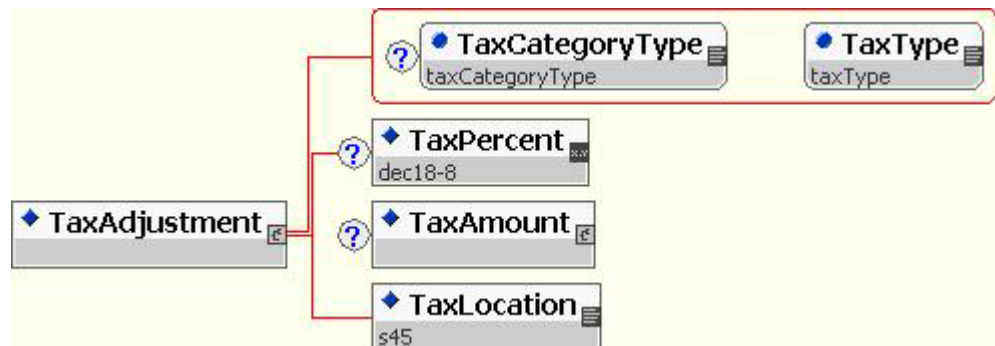 ? TaxCategoryType TaxType
taxCategoryType taxType
? TaxPercent x.y
dec18-8
TaxAdjustment
? TaxAmount
TaxLocation
s45